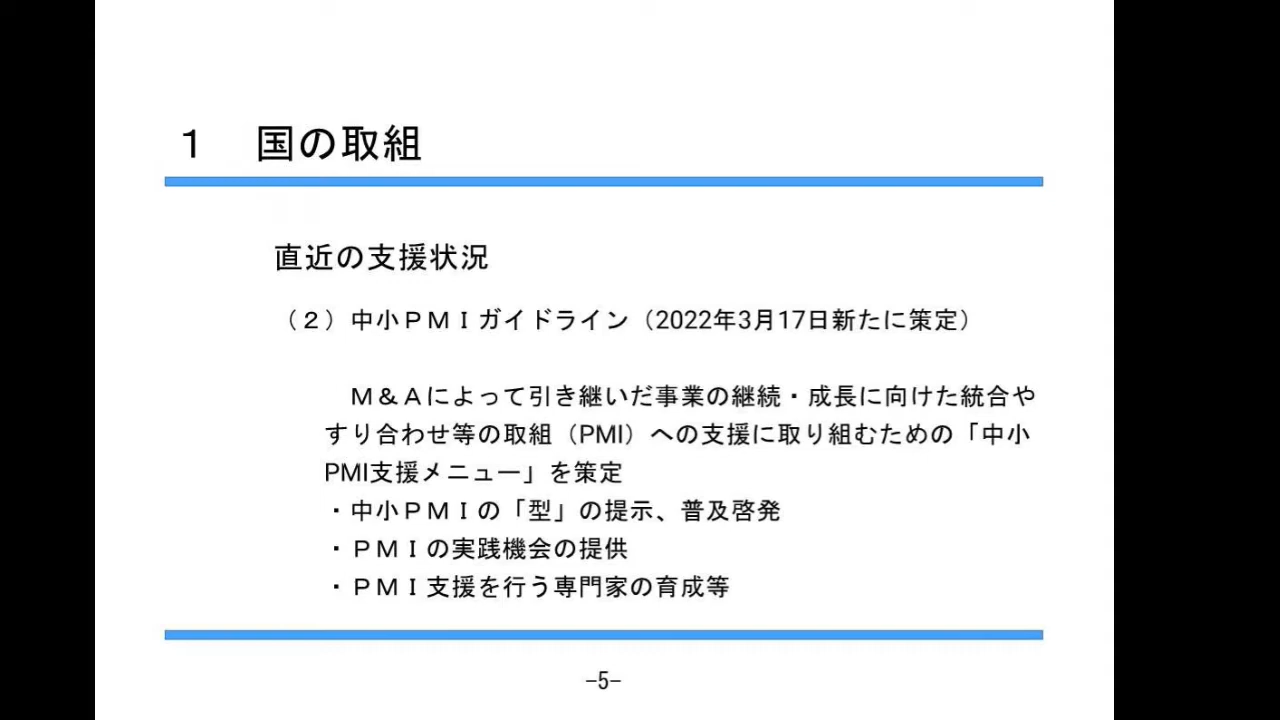 １　国の取組
直近の支援状況
（２）中小ＰＭＩガイドライン（2022年3月17日新たに策定）
Ｍ＆Ａによって引き継いだ事業の継続・成長に向けた統合や
すり合わせ等の取組（PMI）への支援に取り組むための「中小
PMI支援メニュー」を策定
・中小ＰＭＩの「型」の提示、普及啓発
・ＰＭＩの実践機会の提供
・ＰＭＩ支援を行う専門家の育成等
−5−